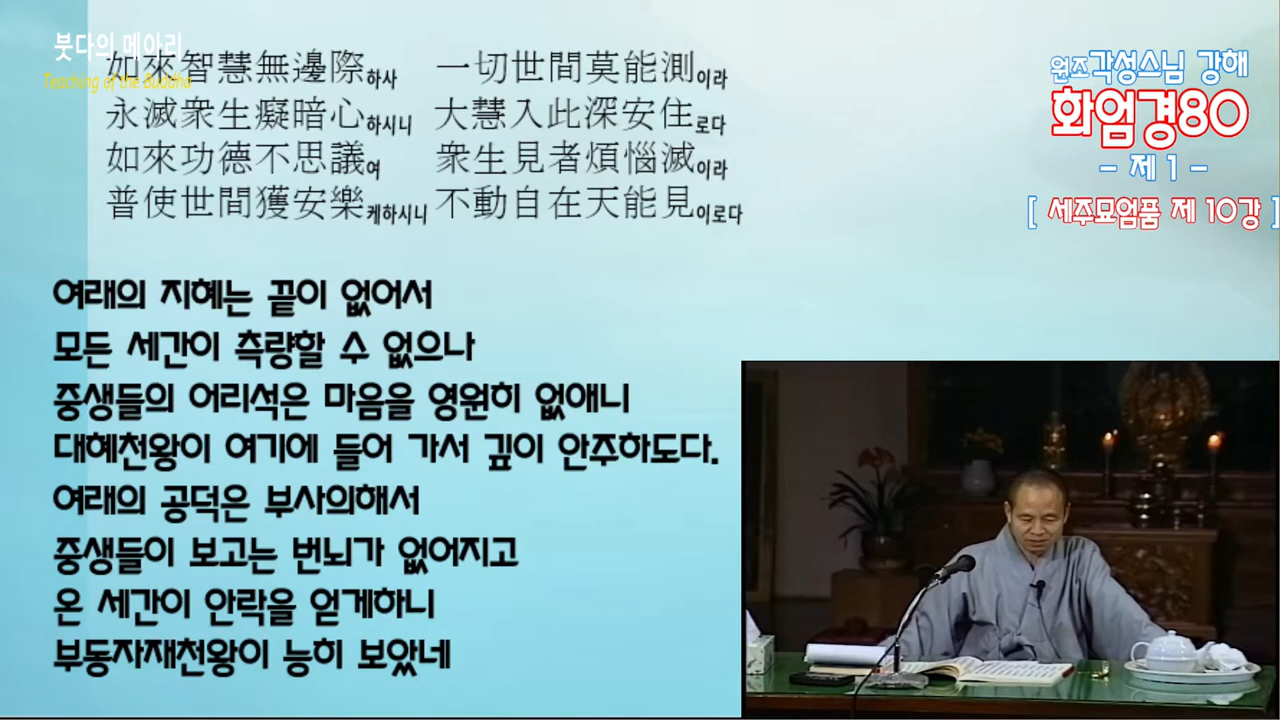 붓다의 메아리
Teaching of the Buddha
如來智慧無邊際하사 一切世間莫能測이라
永滅衆生癡暗心하시니 大慧入此深安住로다
如來功德不思議여 衆生見者煩惱滅이라
普使世間獲安樂케하시니 不動自在天能見이로다
여래의 지혜는 끝이 없어서
모든 세간이 측량할 수 없으나
중생들의 어리석은 마음을 영원히 없애니
대혜천왕이 여기에 들어 가서 깊이 안주하도다.
여래의 공덕은 부사의해서
중생들이 보고는 번뇌가 없어지고
온 세간이 안락을 얻게하니
부동자재천왕이 능히 보았네
원조각성스님 강해
화엄경80
- 제 1 -
[ 세주묘엄품 제 10강 ]